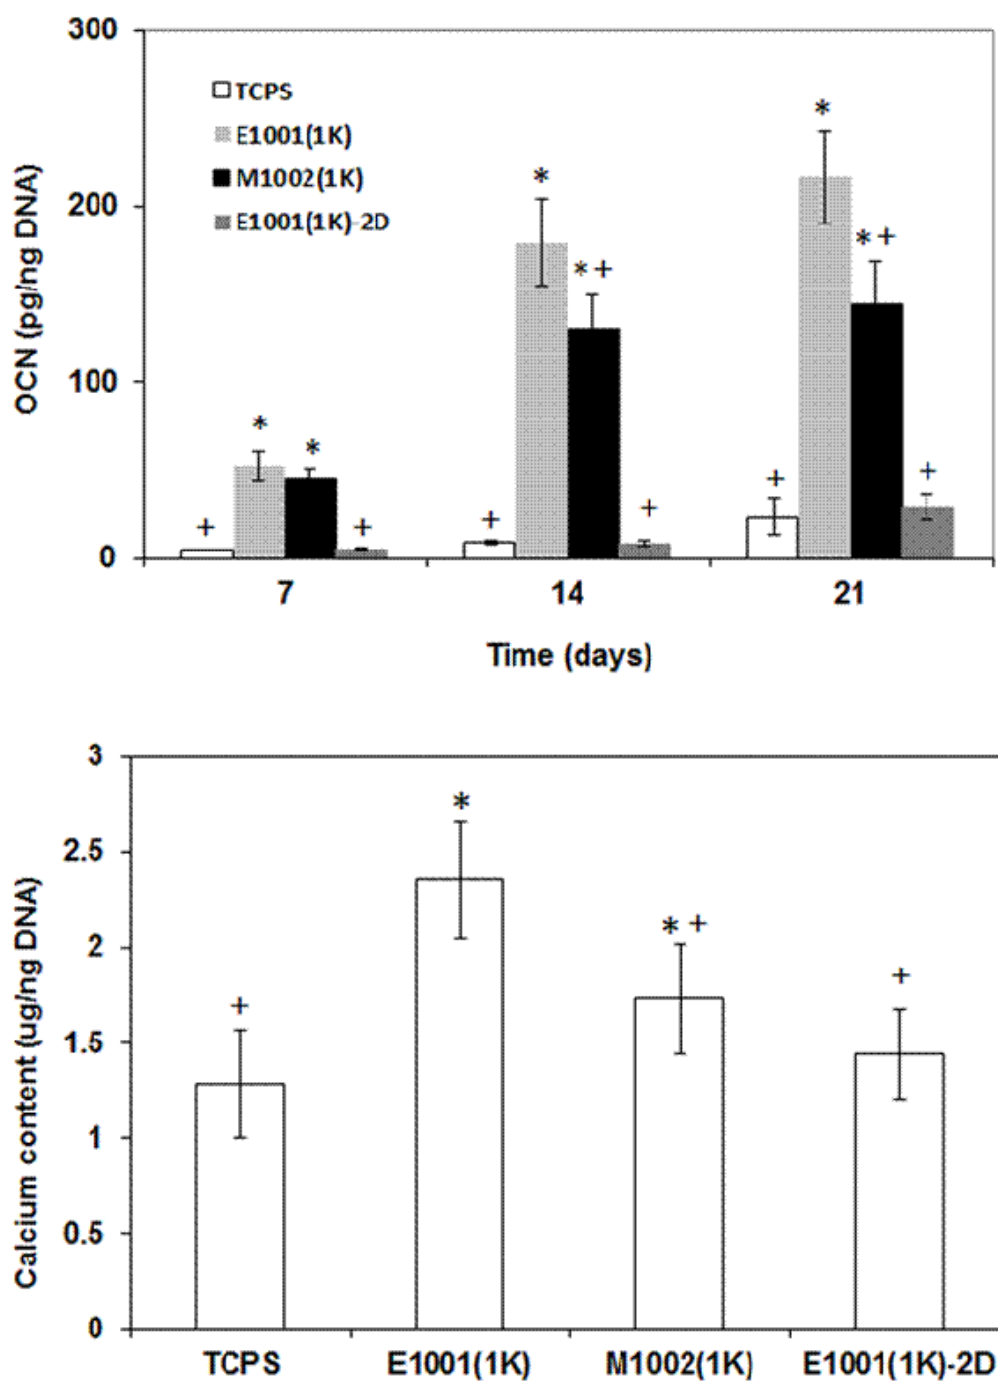 300
TCPS
E1001(1K)
M1002(1K)
E1001(1K)-2D
200
100
0
OCN (pg/ng DNA)
*
*
*+
*
*+
*
*
+
+
+
+
+
+
7
14
21
Time (days)
3
2.5
2
1.5
1
0.5
0
Calcium content (ug/ng DNA)
+
*
*+
+
TCPS
E1001(1K)
M1002(1K)
E1001(1K)-2D